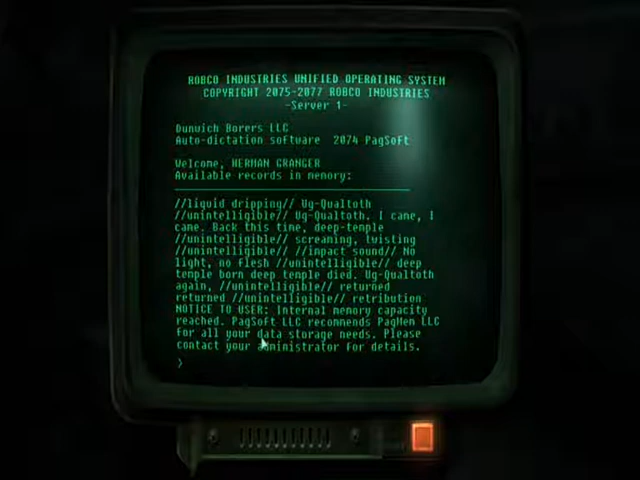 ROBCO INDUSTRIES UNIFIED OPERATING SYSTEM
COPYRIGHT 2075-2077 ROBCO INDUSTRIES
-Server 1-
Dunwich Borers LLC
Auto-dictation software  2074 PagSoft
Welcome, HERMAN GRANGER
Available records in memory:
//liquid dripping// Ug-Qualtoth
//unintelligible// Ug-Qualtoth. I came, I
came. Back this time, deep-temple
//unintelligible// screaming, twisting
//unintelligible// //impact sound// No
light, no flesh //unintelligible// deep
temple born deep temple died. Ug-Qualtoth
again, //unintelligible// returned
returned //unintelligible// retribution
NOTICE TO USER: Internal memory capacity
reached. PagSoft LLC recommends PagMem LLC
for all your data storage needs. Please
contact your administrator for details.
>